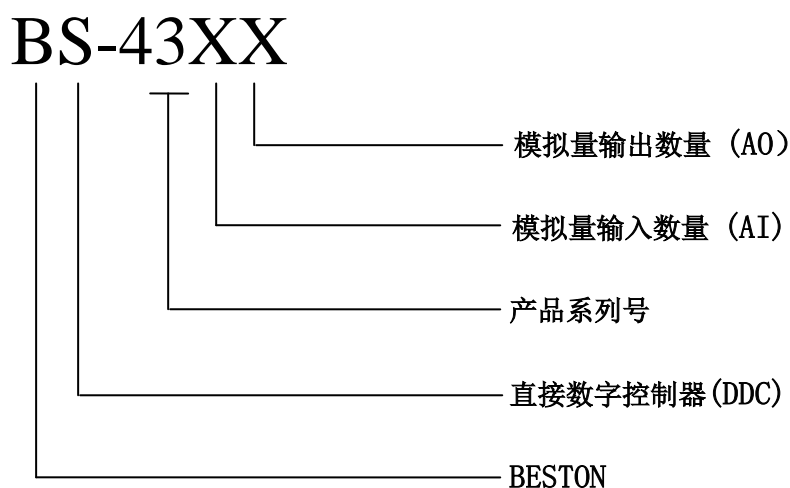 BS-43XX
模拟量输出数量 (AO)
模拟量输入数量 (AI)
产品系列号
直接数字控制器(DDC)
BESTON